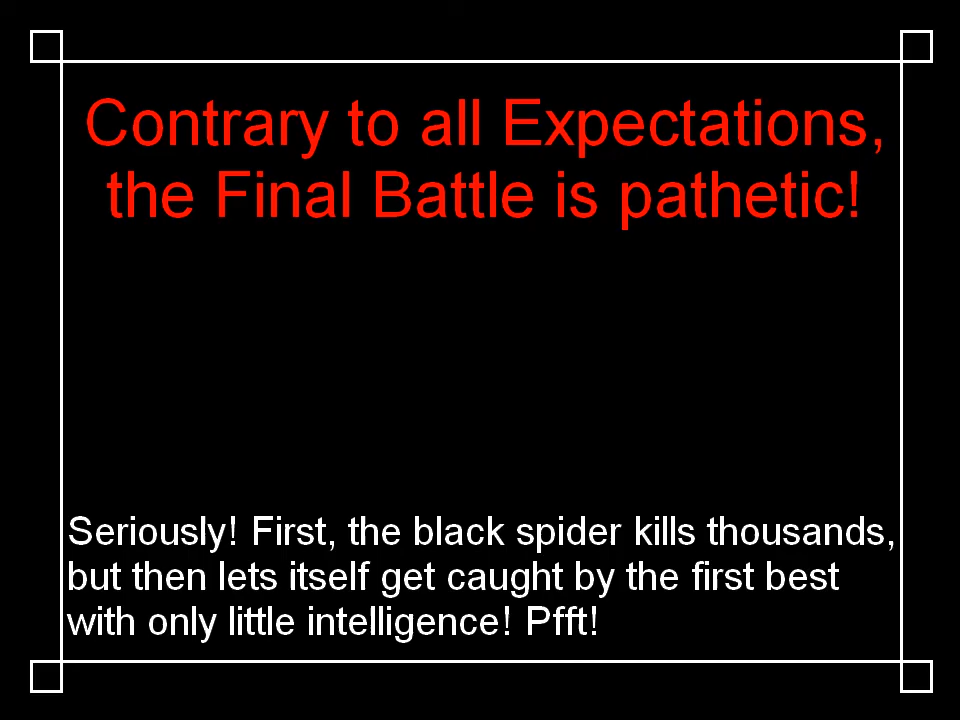 Contrary to all Expectations,
the Final Battle is pathetic!
Seriously! First, the black spider kills thousands,
but then lets itself get caught by the first best
with only little intelligence! Pfft!